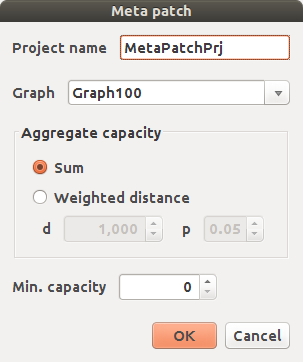 Meta patch
Project name MetaPatchPrj
Graph Graph100
Aggregate capacity
Sum
Weighted distance
d 1,000 p 0.05
Min. capacity 0
OK Cancel